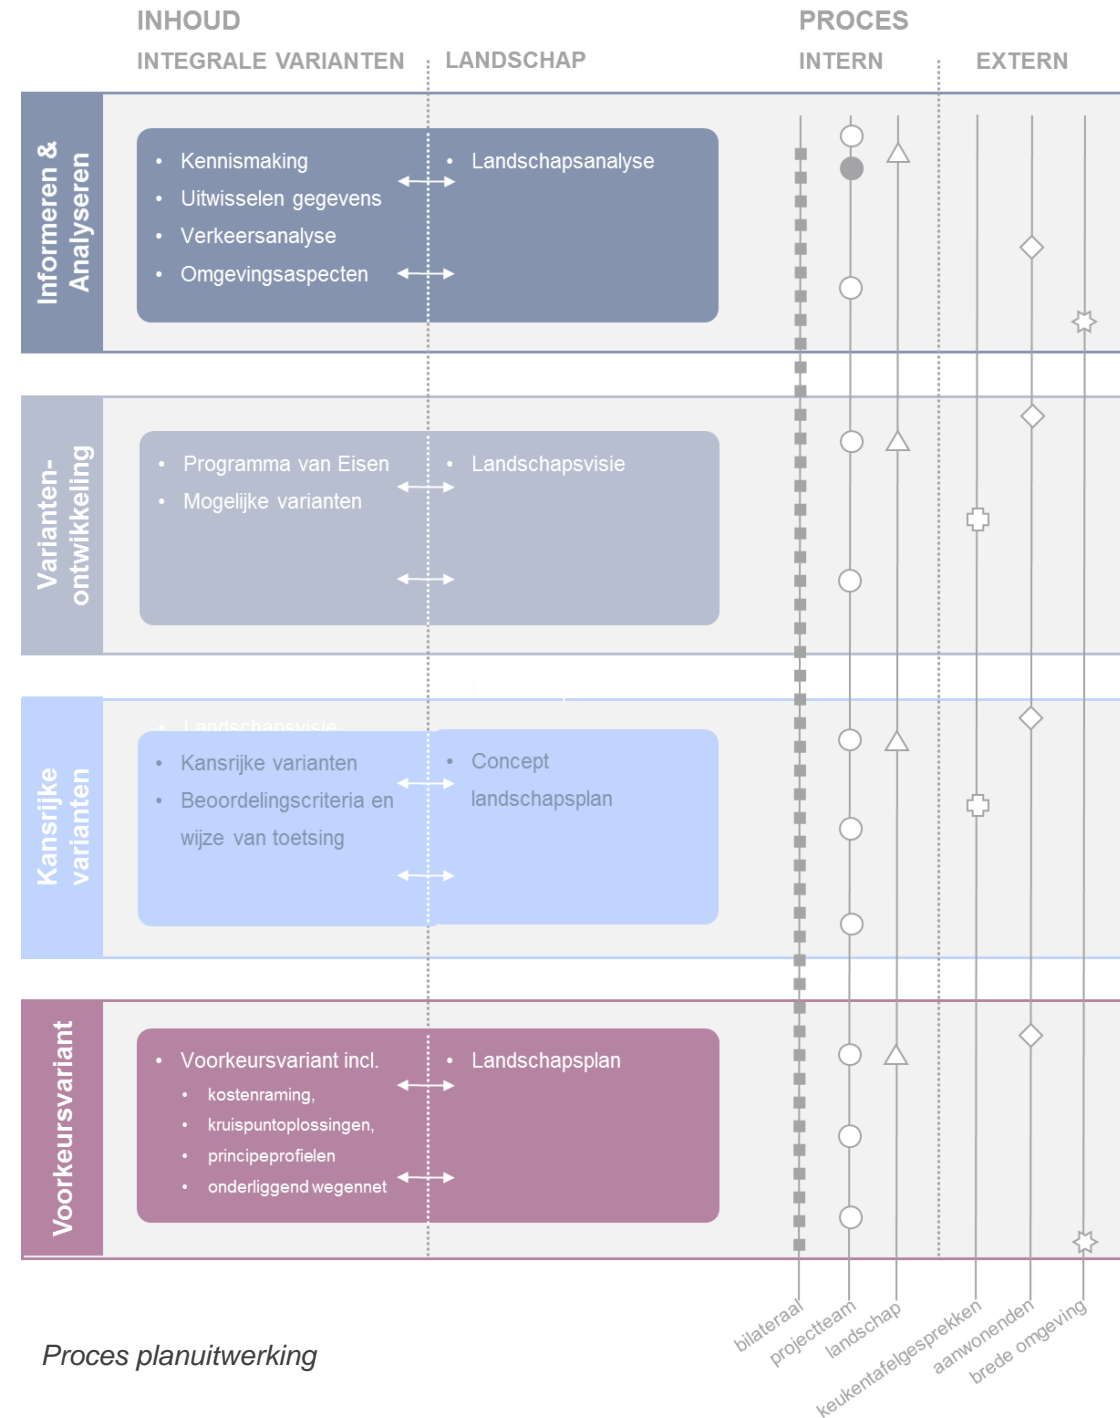 INHOUD
PROCES
INTEGRALE VARIANTEN
LANDSCHAP
INTERN
EXTERN
Informeren &
Analyseren
• Kennismaking
• Uitwisselen gegevens
• Verkeersanalyse
• Omgevingsaspecten
• Landschapsanalyse
Varianten-
ontwikkeling
• Programma van Eisen
• Mogelijke varianten
• Landschapsvisie
Kansrijke
varianten
• Landschapsvisie
• Kansrijke varianten
• Beoordelingscriteria en
wijze van toetsing
• Concept
landschapsplan
Voorkeursvariant
• Voorkeursvariant incl.
• kostenraming,
• kruispuntoplossingen,
• principeprofielen
• onderliggend wegennet
• Landschapsplan
bilateraal
projectteam
landschap
keukentafelgesprekken
aanwonenden
brede omgeving
Proces planuitwerking